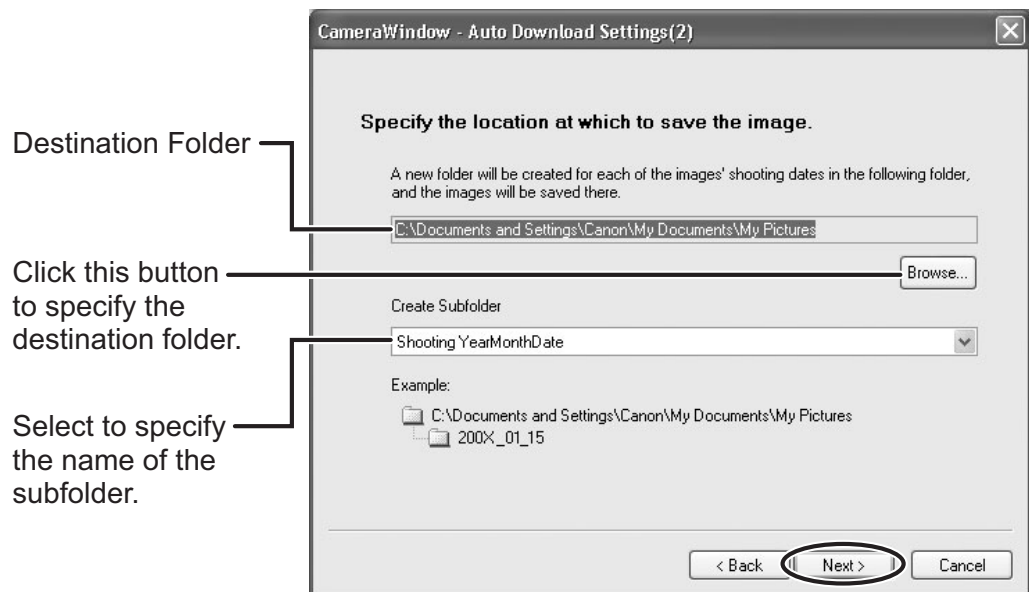 CameraWindow - Auto Download Settings(2)
Specify the location at which to save the image.
Destination Folder
A new folder will be created for each of the images' shooting dates in the following folder,
and the images will be saved there.
C:\Documents and Settings\Canon\My Documents\My Pictures
Click this button
to specify the
destination folder.
Browse...
Create Subfolder
Shooting YearMonthDate
Example:
C:\Documents and Settings\Canon\My Documents\My Pictures
200X_01_15
Select to specify
the name of the
subfolder.
< Back
Next >
Cancel